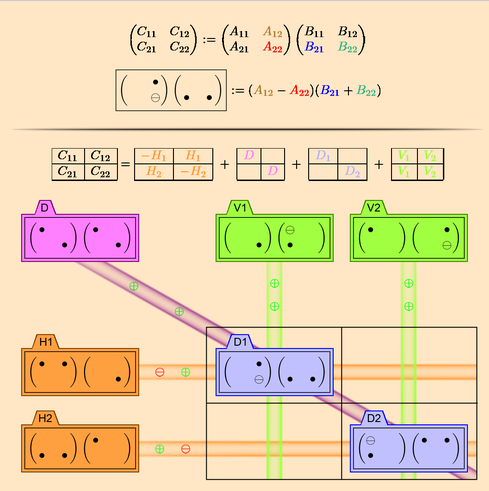 (C₁₁ C₁₂) := (A₁₁ A₁₂) (B₁₁ B₁₂)
(C₂₁ C₂₂) (A₂₁ A₂₂) (B₂₁ B₂₂)
:= (A₁₂ − A₂₂)(B₂₁ + B₂₂)
C₁₁ C₁₂ = −H₁ H₁ + D + D₁ + V₁ V₂
C₂₁ C₂₂ H₂ −H₂ D D₂ V₁ V₂
D V1 V2
H1 D1
H2 D2